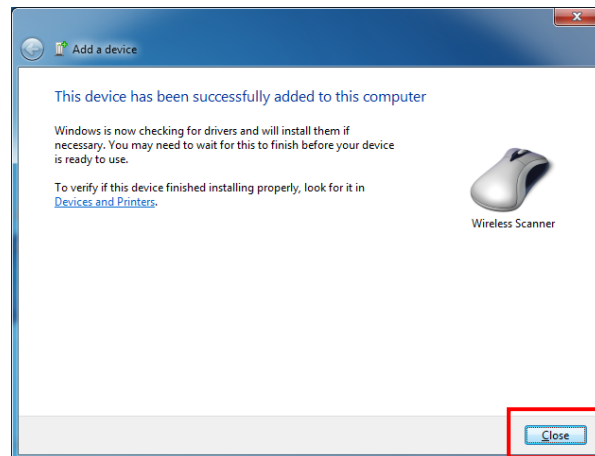 Add a device
This device has been successfully added to this computer
Windows is now checking for drivers and will install them if
necessary. You may need to wait for this to finish before your device
is ready to use.
To verify if this device finished installing properly, look for it in
Devices and Printers.
Wireless Scanner
Close